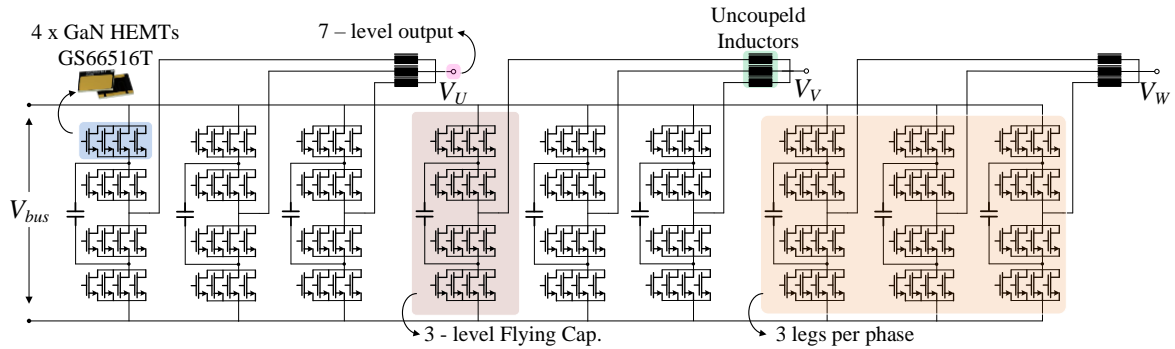 4 x GaN HEMTs
GS66516T
7 – level output
Uncoupeld
Inductors
V_U
V_V
V_W
V_bus
3 - level Flying Cap.
3 legs per phase